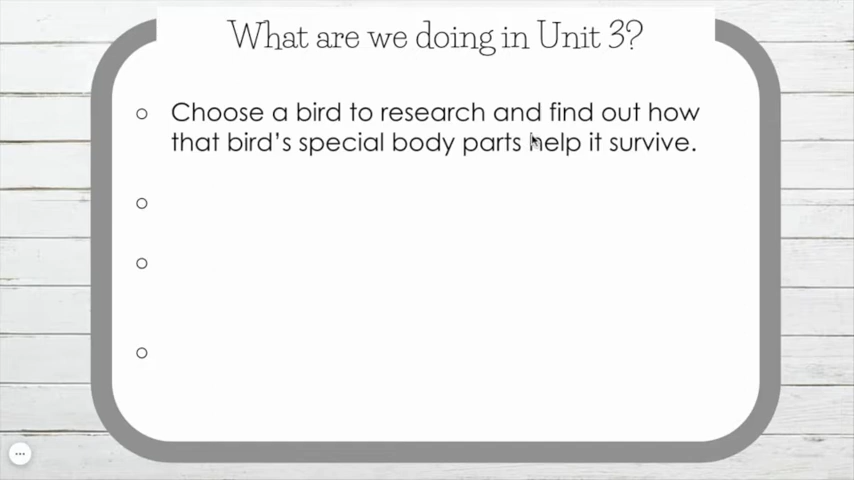 What are we doing in Unit 3?
Choose a bird to research and find out how
that bird's special body parts help it survive.